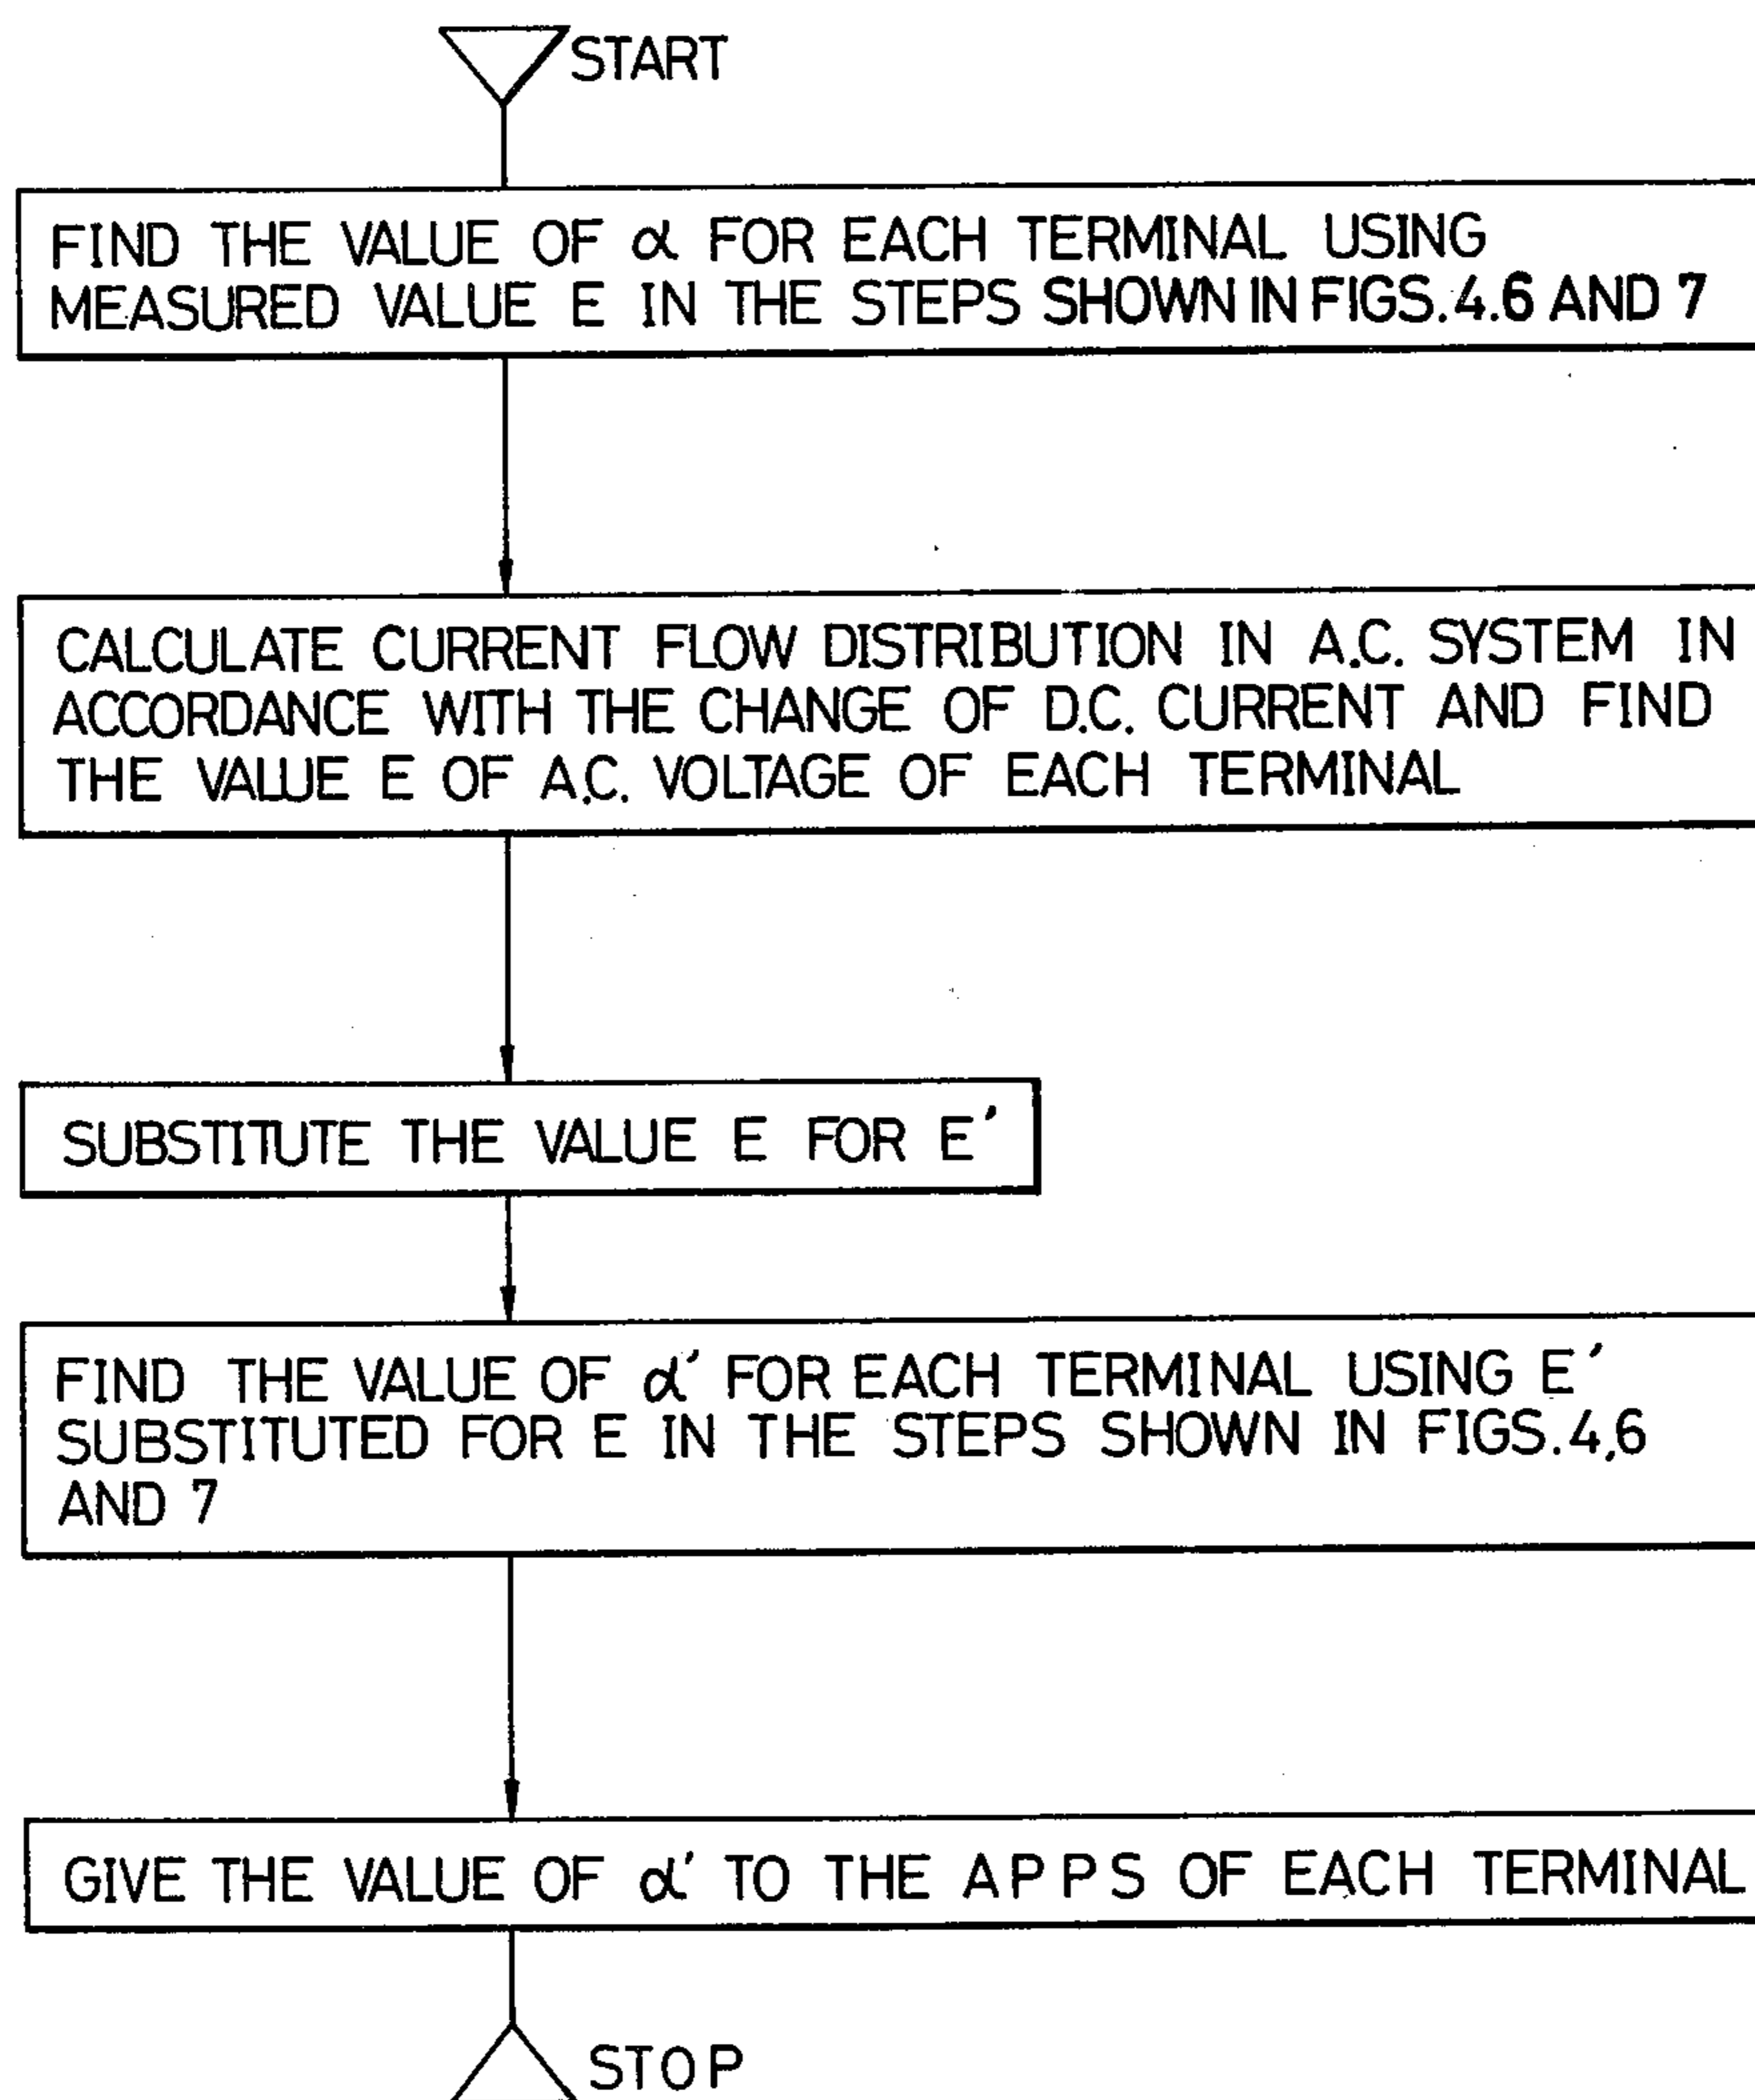 START
FIND THE VALUE OF α FOR EACH TERMINAL USING
MEASURED VALUE E IN THE STEPS SHOWN IN FIGS.4.6 AND 7
CALCULATE CURRENT FLOW DISTRIBUTION IN A.C. SYSTEM IN
ACCORDANCE WITH THE CHANGE OF D.C. CURRENT AND FIND
THE VALUE E OF A.C. VOLTAGE OF EACH TERMINAL
SUBSTITUTE THE VALUE E FOR E′
FIND THE VALUE OF α′ FOR EACH TERMINAL USING E′
SUBSTITUTED FOR E IN THE STEPS SHOWN IN FIGS.4,6
AND 7
GIVE THE VALUE OF α′ TO THE APPS OF EACH TERMINAL
STOP